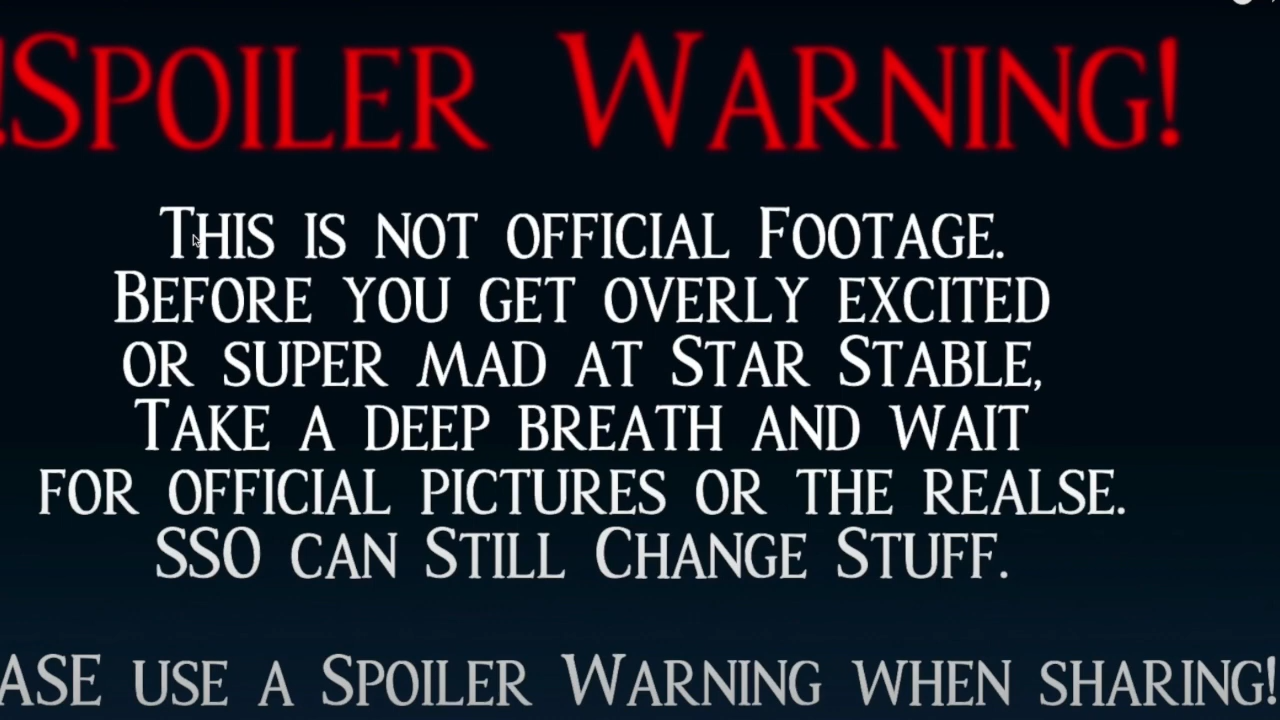 !Spoiler Warning!
This is not official Footage.
Before you get overly excited
or super mad at Star Stable,
Take a deep breath and wait
for official pictures or the realse.
SSO can Still Change Stuff.
ASE use a Spoiler Warning when sharing!